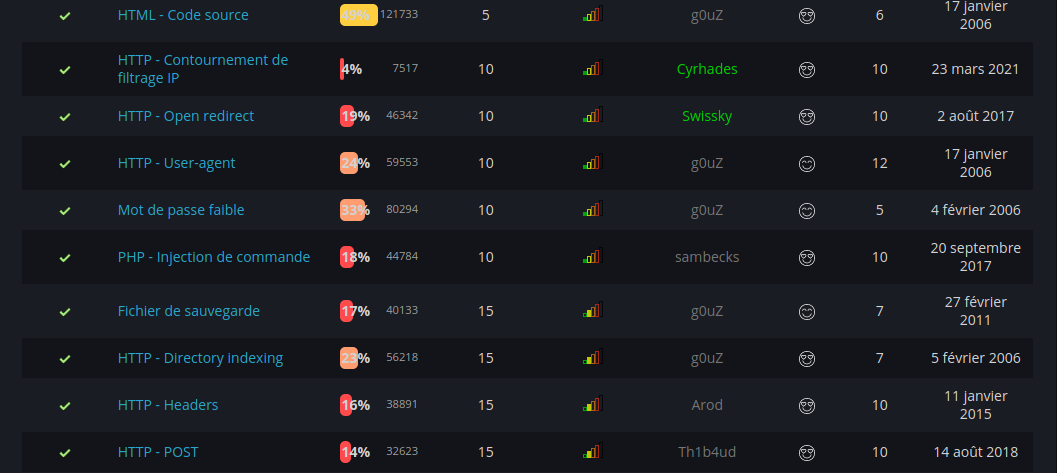 HTML - Code source 49% 121733 5 g0uZ 6 17 janvier 2006
HTTP - Contournement de filtrage IP 4% 7517 10 Cyrhades 10 23 mars 2021
HTTP - Open redirect 19% 46342 10 Swissky 10 2 août 2017
HTTP - User-agent 24% 59553 10 g0uZ 12 17 janvier 2006
Mot de passe faible 33% 80294 10 g0uZ 5 4 février 2006
PHP - Injection de commande 18% 44784 10 sambecks 10 20 septembre 2017
Fichier de sauvegarde 17% 40133 15 g0uZ 7 27 février 2011
HTTP - Directory indexing 23% 56218 15 g0uZ 7 5 février 2006
HTTP - Headers 16% 38891 15 Arod 10 11 janvier 2015
HTTP - POST 14% 32623 15 Th1b4ud 10 14 août 2018